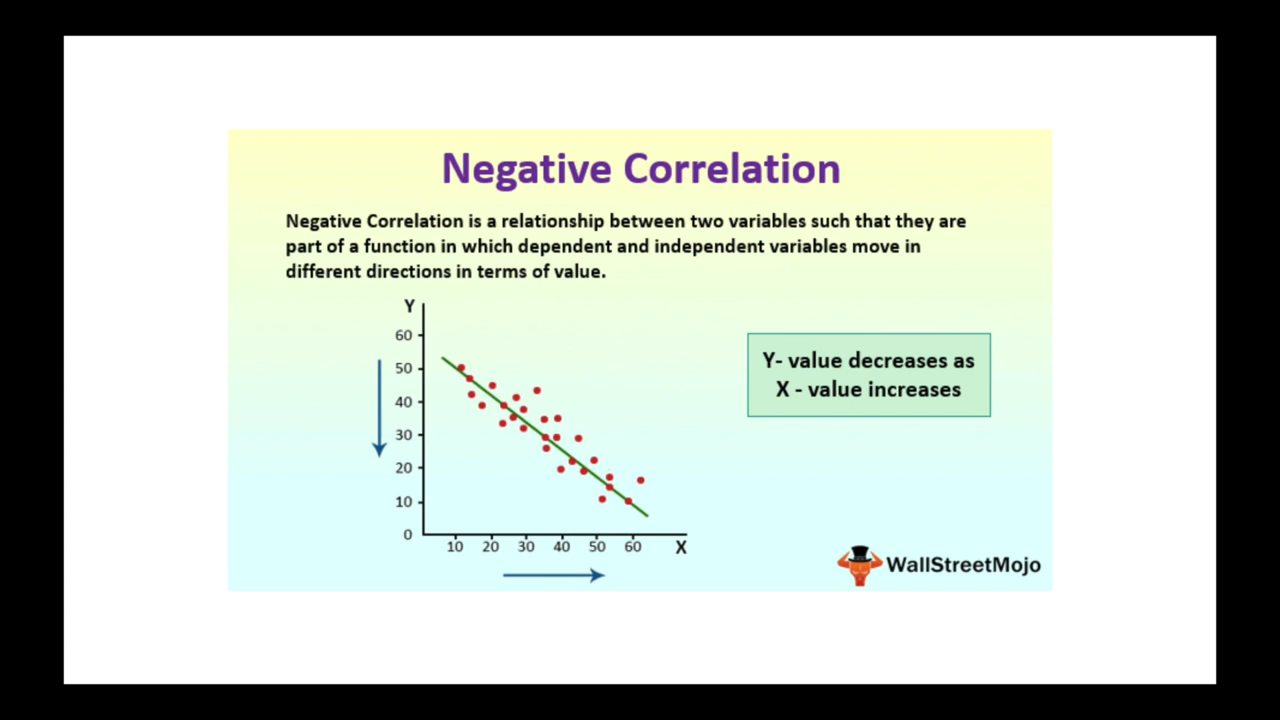 Negative Correlation
Negative Correlation is a relationship between two variables such that they are
part of a function in which dependent and independent variables move in
different directions in terms of value.
Y
60
50
40
30
20
10
0
10 20 30 40 50 60 X
Y- value decreases as
X - value increases
WallStreetMojo